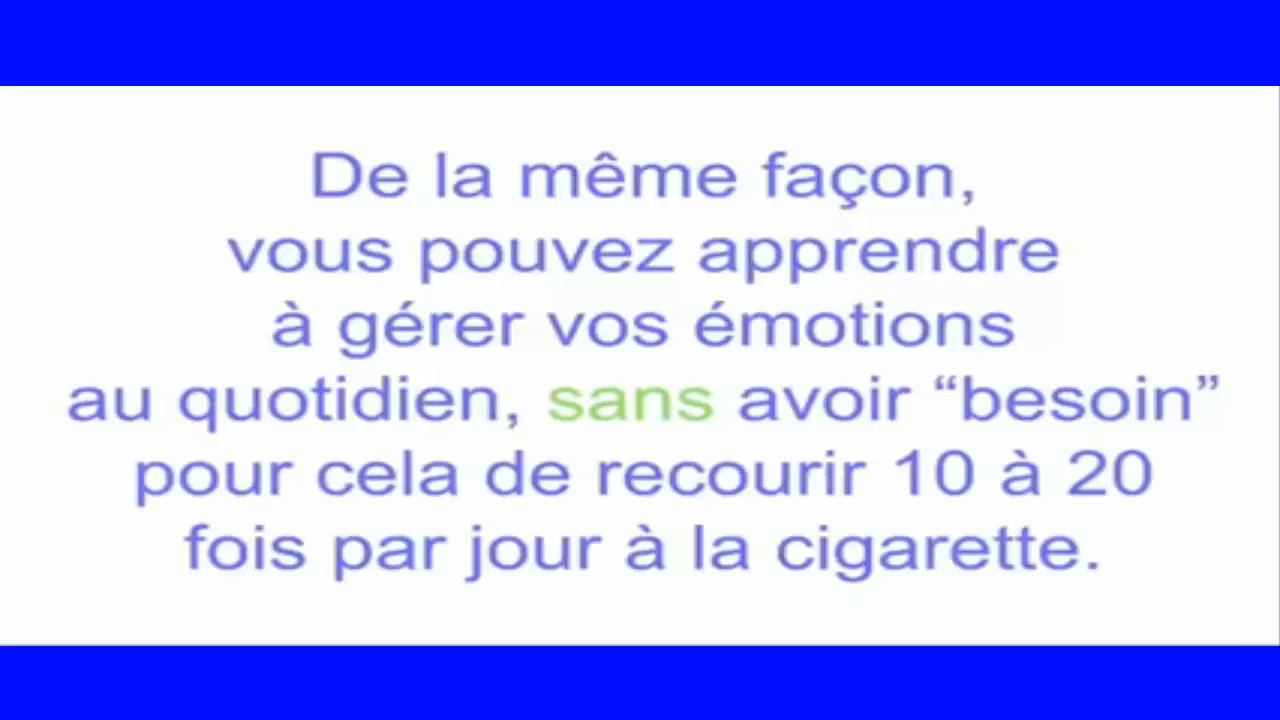 De la même façon,
vous pouvez apprendre
à gérer vos émotions
au quotidien, sans avoir “besoin”
pour cela de recourir 10 à 20
fois par jour à la cigarette.